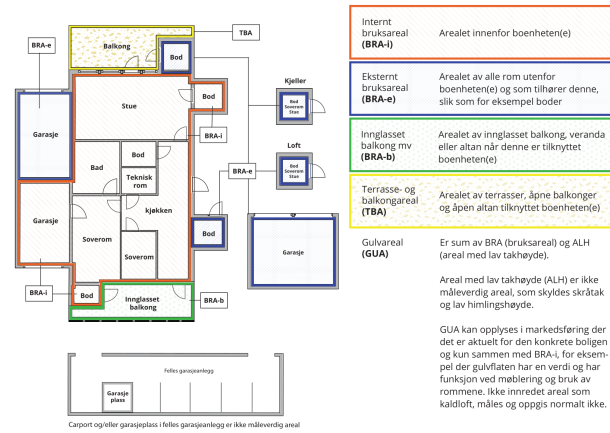 TBA
Balkong
BRA-e
Bod
Kjeller
Stue
Bod
Bod
Soverom
Stue
Garasje
BRA-i
Loft
Bod
Bad
BRA-e
Bod
Soverom
Stue
Teknisk
rom
Garasje
kjøkken
Bod
Soverom
Garasje
Soverom
BRA-i
Bod
BRA-b
Innglasset
balkong
Felles garasjeanlegg
Garasje
plass
Carport og/eller garasjeplass i felles garasjeanlegg er ikke måleverdig areal
Internt
bruksareal
(BRA-i)
Arealet innenfor boenheten(e)
Eksternt
bruksareal
(BRA-e)
Arealet av alle rom utenfor
boenheten(e) og som tilhører denne,
slik som for eksempel boder
Innglasset
balkong mv
(BRA-b)
Arealet av innglasset balkong, veranda
eller altan når denne er tilknyttet
boenheten(e)
Terrasse- og
balkongareal
(TBA)
Arealet av terrasser, åpne balkonger
og åpen altan tilknyttet boenheten(e)
Gulvareal
(GUA)
Er sum av BRA (bruksareal) og ALH
(areal med lav takhøyde).
Areal med lav takhøyde (ALH) er ikke
måleverdig areal, som skyldes skråtak
og lav himlingshøyde.
GUA kan opplyses i markedsføring der
det er aktuelt for den konkrete boligen
og kun sammen med BRA-i, for eksem-
pel der gulvflaten har en verdi og har
funksjon ved møblering og bruk av
rommene. Ikke innredet areal som
kaldloft, måles og oppgis normalt ikke.